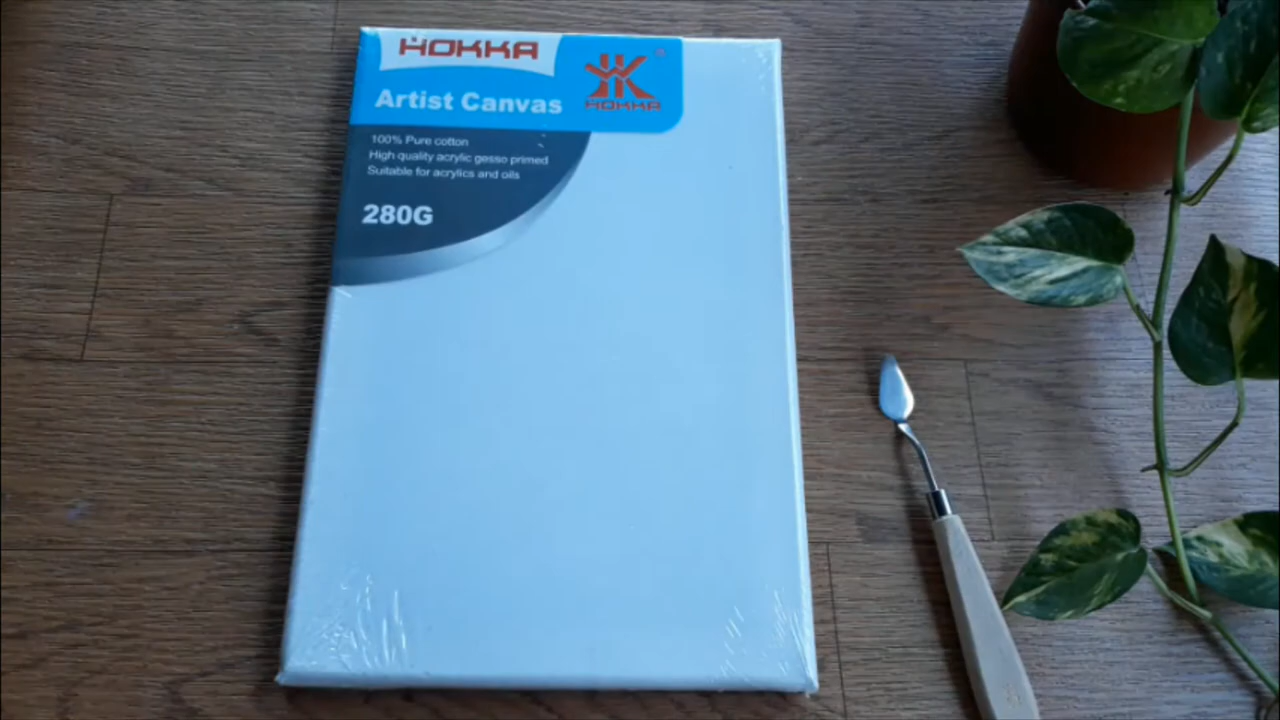 HOKKA
HOKKA
Artist Canvas
100% Pure cotton
High quality acrylic gesso primed
Suitable for acrylics and oils
280G